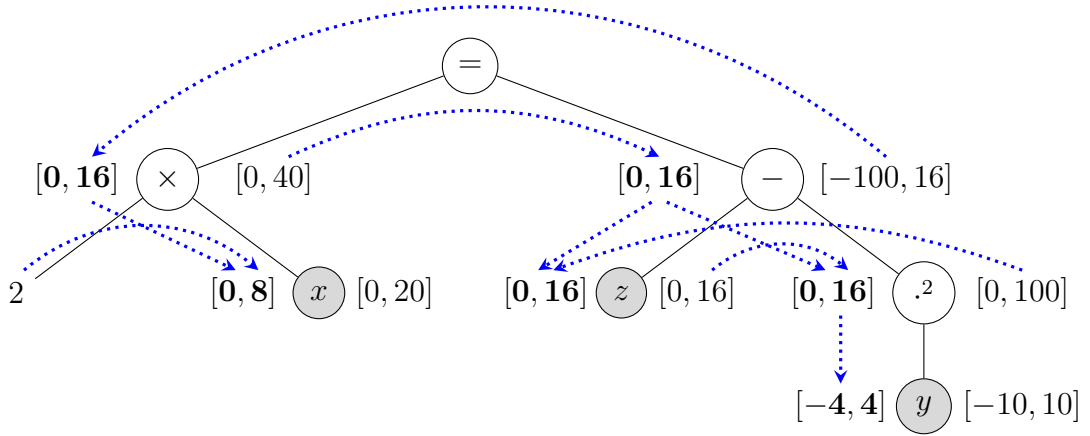 =
[0, 16] × [0, 40] [0, 16] − [−100, 16]
2 [0, 8] x [0, 20] [0, 16] z [0, 16] [0, 16] .² [0, 100]
[−4, 4] y [−10, 10]